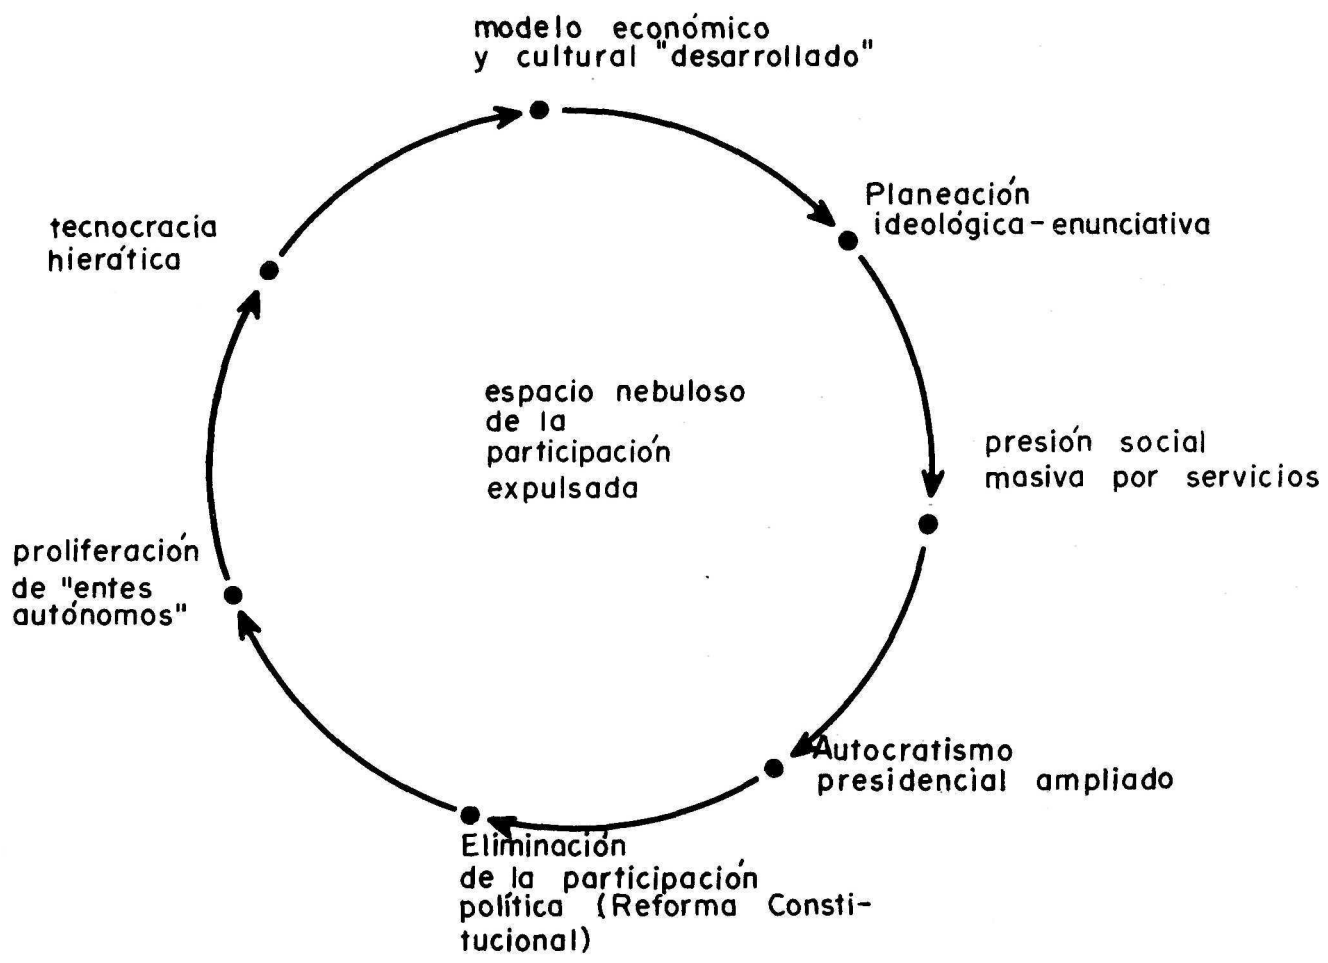 modelo económico
y cultural "desarrollado"
Planeación
ideológica-enunciativa
presión social
masiva por servicios
Autocratismo
presidencial ampliado
Eliminación
de la participación
política (Reforma Consti-
tucional)
proliferación
de "entes
autónomos"
tecnocracia
hierática
espacio nebuloso
de la
participación
expulsada